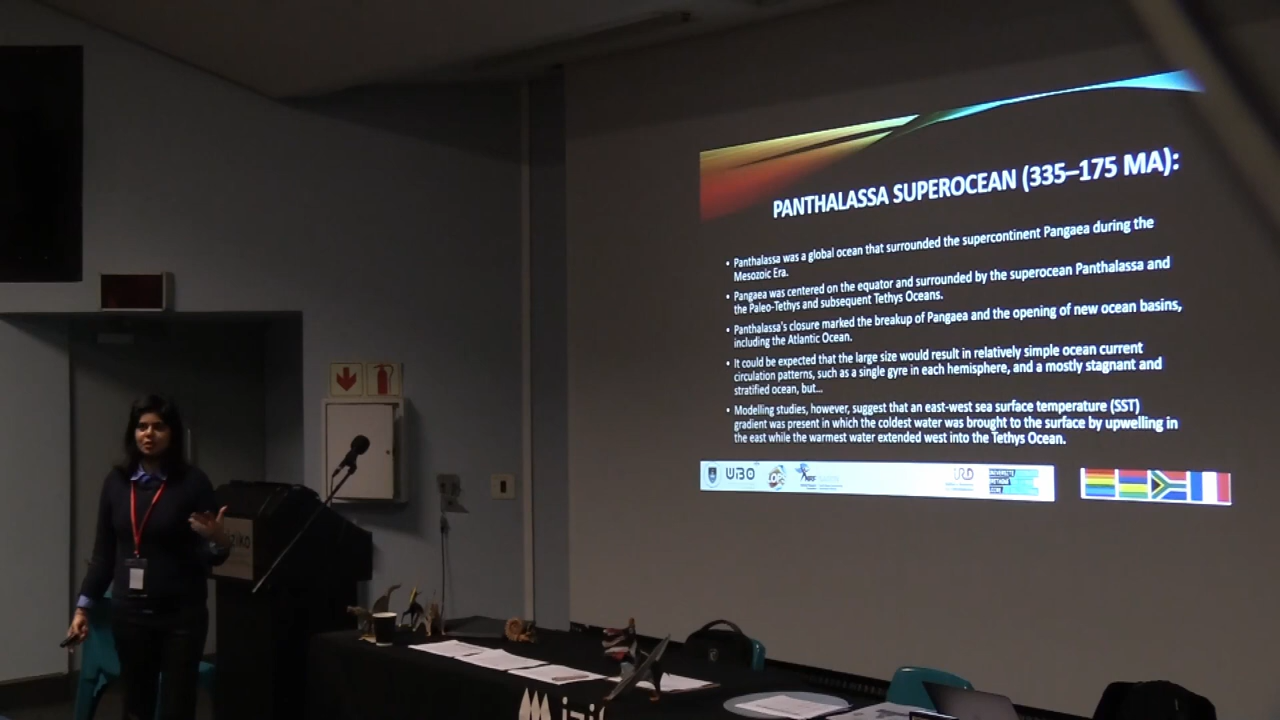 PANTHALASSA SUPEROCEAN (335–175 MA):
• Panthalassa was a global ocean that surrounded the supercontinent Pangaea during the
Mesozoic Era.
• Pangaea was centered on the equator and surrounded by the superocean Panthalassa and
the Paleo-Tethys and subsequent Tethys Oceans.
• Panthalassa's closure marked the breakup of Pangaea and the opening of new ocean basins,
including the Atlantic Ocean.
• It could be expected that the large size would result in relatively simple ocean current
circulation patterns, such as a single gyre in each hemisphere, and a mostly stagnant and
stratified ocean, but...
• Modelling studies, however, suggest that an east-west sea surface temperature (SST)
gradient was present in which the coldest water was brought to the surface by upwelling in
the east while the warmest water extended west into the Tethys Ocean.
UBO
NRF
IRD
iziko